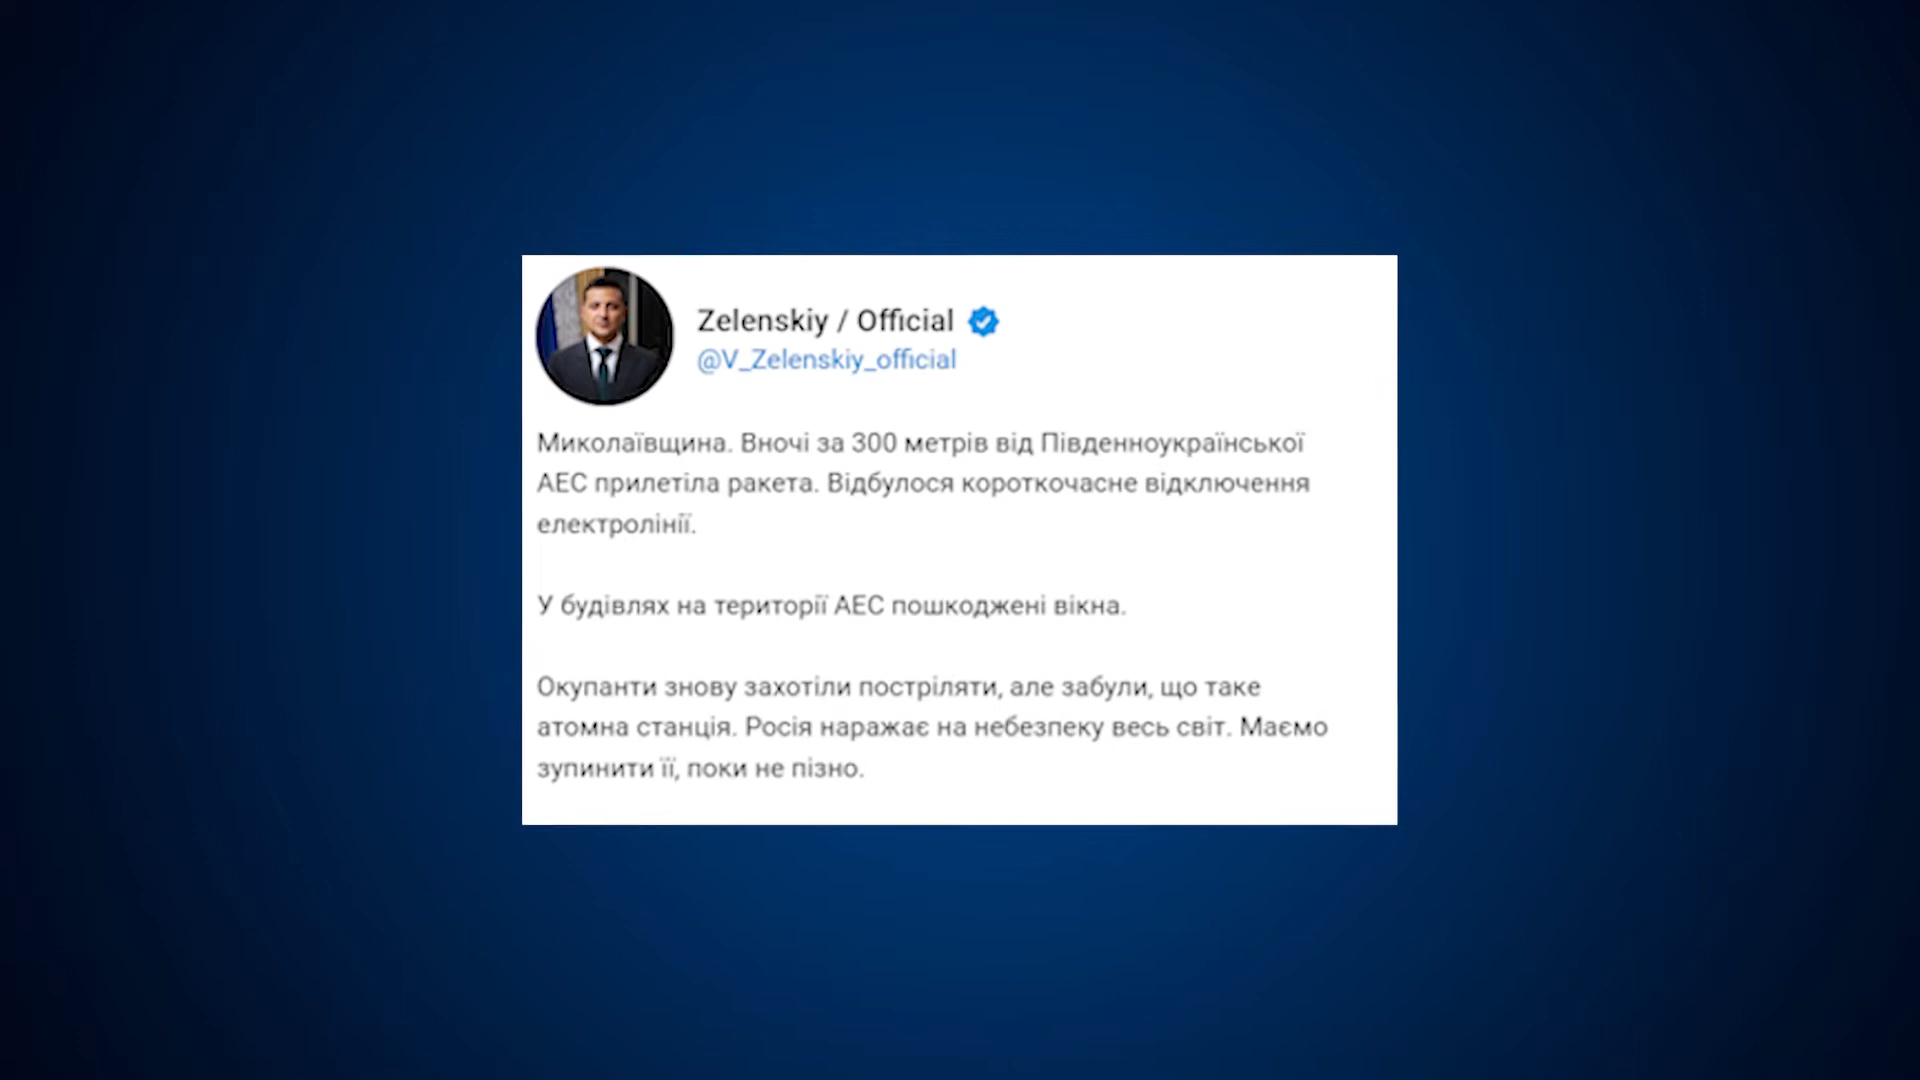 Zelenskiy / Official
@V_Zelenskiy_official
Миколаївщина. Вночі за 300 метрів від Південноукраїнської
АЕС прилетіла ракета. Відбулося короткочасне відключення
електролінії.
У будівлях на території АЕС пошкоджені вікна.
Окупанти знову захотіли постріляти, але забули, що таке
атомна станція. Росія наражає на небезпеку весь світ. Маємо
зупинити її, поки не пізно.